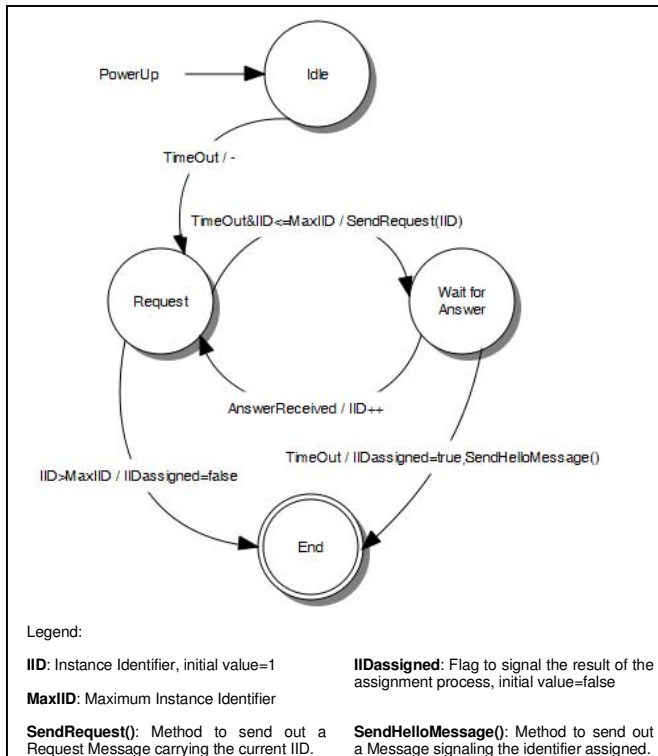 PowerUp
Idle
TimeOut / -
TimeOut&IID<=MaxIID / SendRequest(IID)
Request
Wait for
Answer
AnswerReceived / IID++
TimeOut / IIDassigned=true,SendHelloMessage()
IID>MaxIID / IIDassigned=false
End
Legend:
IID: Instance Identifier, initial value=1
MaxIID: Maximum Instance Identifier
SendRequest(): Method to send out a
Request Message carrying the current IID.
IIDassigned: Flag to signal the result of the
assignment process, initial value=false
SendHelloMessage(): Method to send out
a Message signaling the identifier assigned.